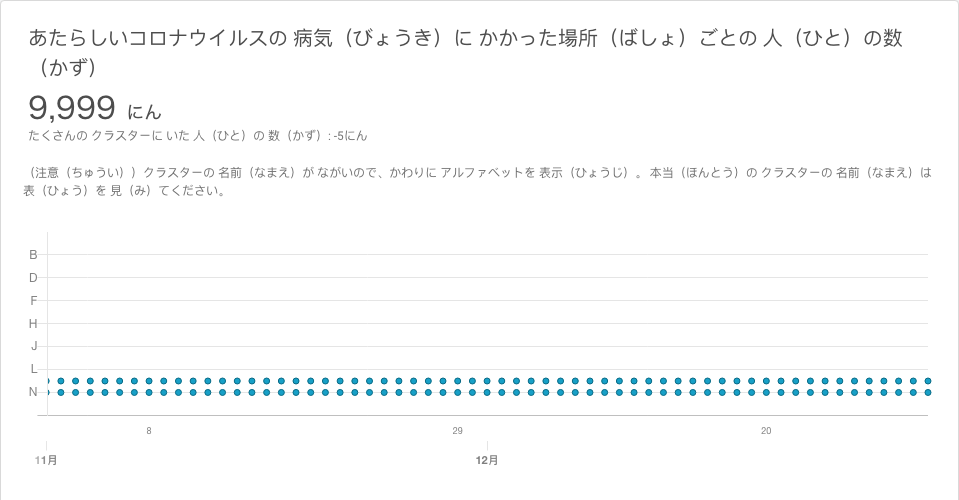 あたらしいコロナウイルスの 病気（びょうき）に かかった場所（ばしょ）ごとの 人（ひと）の数
（かず）
9,999 にん
たくさんの クラスターに いた 人（ひと）の 数（かず）: -5にん
（注意（ちゅうい））クラスターの 名前（なまえ）が ながいので、かわりに アルファベットを 表示（ひょうじ）。 本当（ほんとう）の クラスターの 名前（なまえ）は
表（ひょう）を 見（み）てください。
B
D
F
H
J
L
N
8 29 20
11月 12月